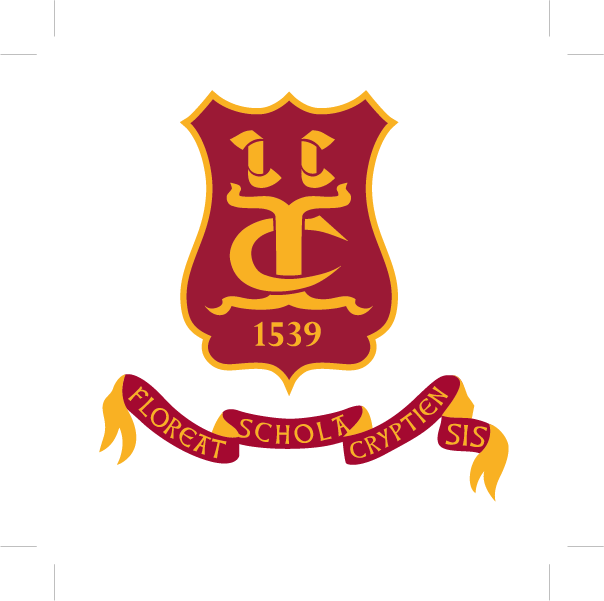 1539
FLOREAT SCHOLA CRYPTIEN SIS